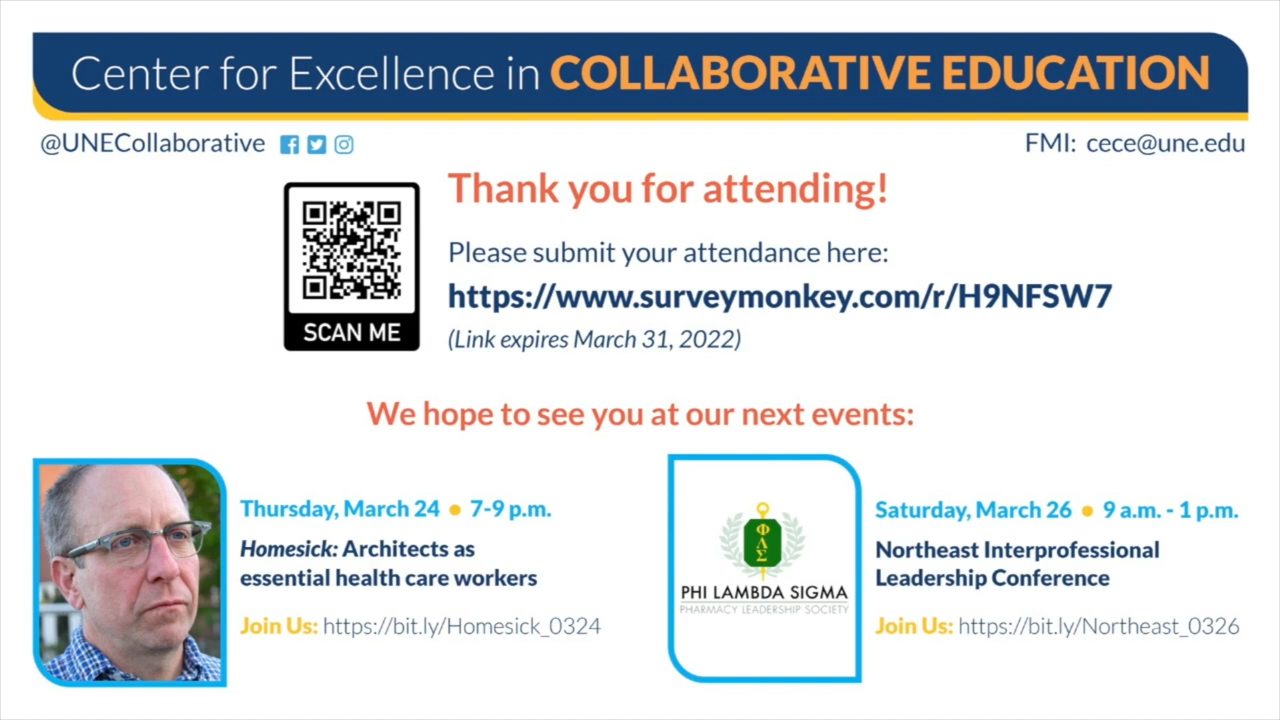 Center for Excellence in COLLABORATIVE EDUCATION
@UNECollaborative
FMI: cece@une.edu
Thank you for attending!
Please submit your attendance here:
https://www.surveymonkey.com/r/H9NFSW7
(Link expires March 31, 2022)
SCAN ME
We hope to see you at our next events:
Thursday, March 24 • 7-9 p.m.
Homesick: Architects as
essential health care workers
Join Us: https://bit.ly/Homesick_0324
ΦΛΣ
PHI LAMBDA SIGMA
PHARMACY LEADERSHIP SOCIETY
Saturday, March 26 • 9 a.m. - 1 p.m.
Northeast Interprofessional
Leadership Conference
Join Us: https://bit.ly/Northeast_0326